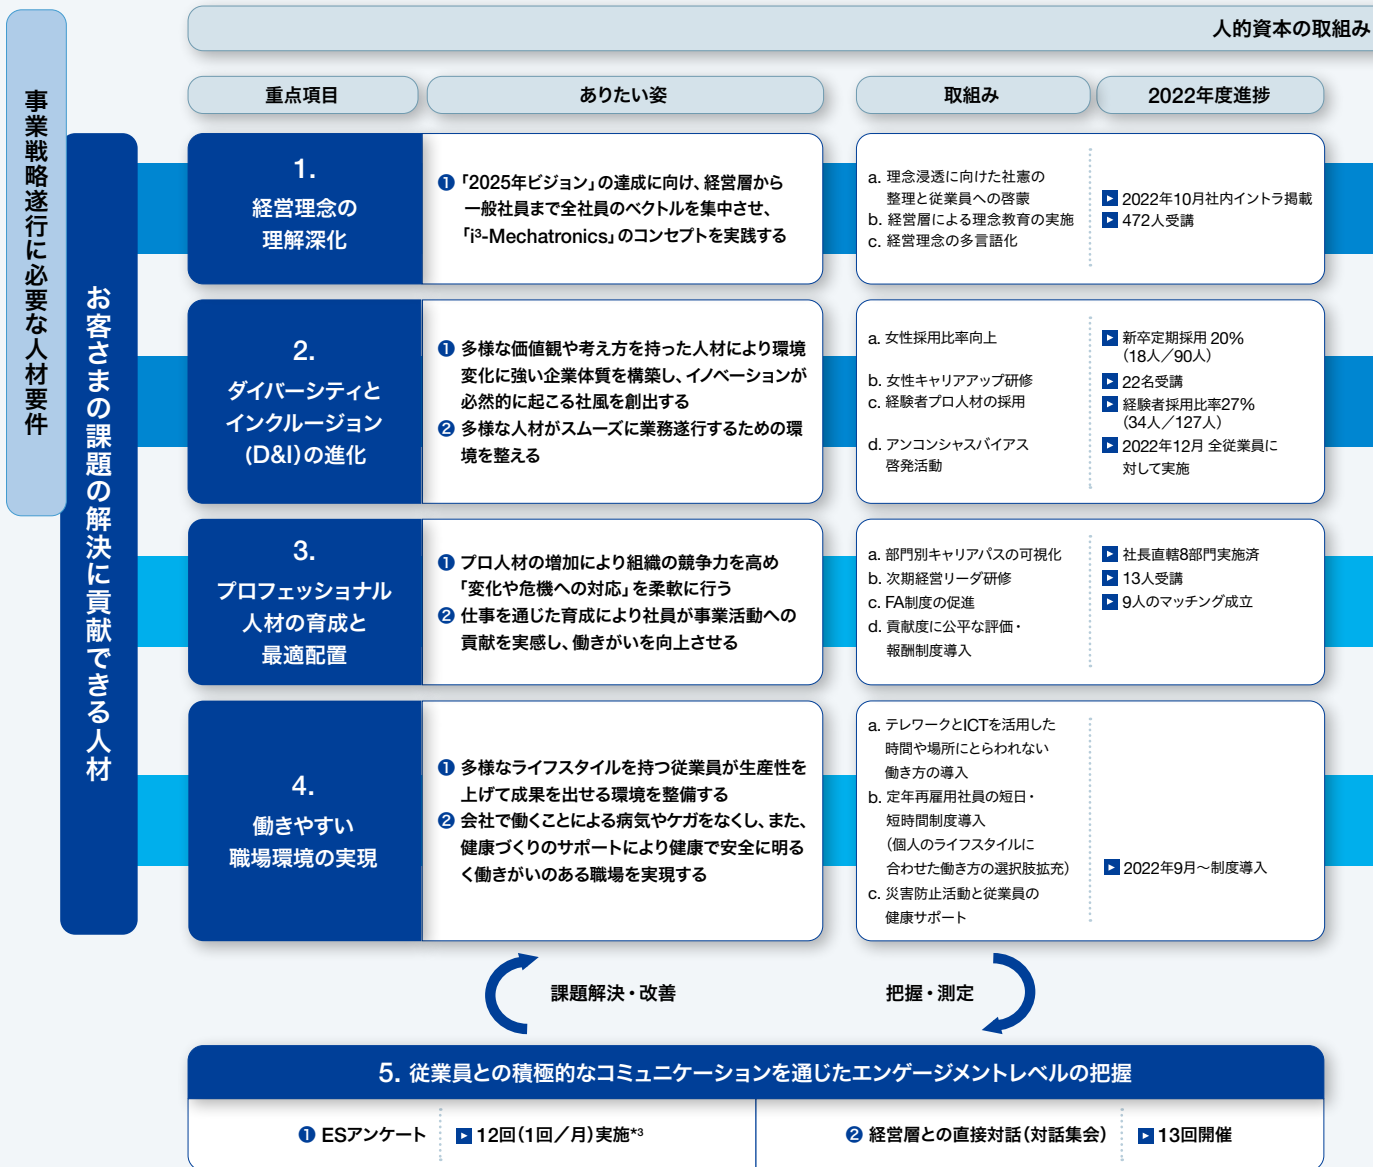 事業戦略遂行に必要な人材要件
お客さまの課題の解決に貢献できる人材
人的資本の取組み
重点項目
ありたい姿
取組み
2022年度進捗
1.
経営理念の
理解深化
❶「2025年ビジョン」の達成に向け、経営層から
一般社員まで全社員のベクトルを集中させ、
「i³-Mechatronics」のコンセプトを実践する
a. 理念浸透に向けた社憲の
整理と従業員への啓蒙
b. 経営層による理念教育の実施
c. 経営理念の多言語化
2022年10月社内イントラ掲載
472人受講
2.
ダイバーシティと
インクルージョン
(D&I)の進化
❶ 多様な価値観や考え方を持った人材により環境
変化に強い企業体質を構築し、イノベーションが
必然的に起こる社風を創出する
❷ 多様な人材がスムーズに業務遂行するための環
境を整える
a. 女性採用比率向上
b. 女性キャリアアップ研修
c. 経験者プロ人材の採用
d. アンコンシャスバイアス
啓発活動
新卒定期採用 20%
(18人／90人)
22名受講
経験者採用比率27%
(34人／127人)
2022年12月 全従業員に
対して実施
3.
プロフェッショナル
人材の育成と
最適配置
❶ プロ人材の増加により組織の競争力を高め
「変化や危機への対応」を柔軟に行う
❷ 仕事を通じた育成により社員が事業活動への
貢献を実感し、働きがいを向上させる
a. 部門別キャリアパスの可視化
b. 次期経営リーダ研修
c. FA制度の促進
d. 貢献度に公平な評価・
報酬制度導入
社長直轄8部門実施済
13人受講
9人のマッチング成立
4.
働きやすい
職場環境の実現
❶ 多様なライフスタイルを持つ従業員が生産性を
上げて成果を出せる環境を整備する
❷ 会社で働くことによる病気やケガをなくし、また、
健康づくりのサポートにより健康で安全に明る
く働きがいのある職場を実現する
a. テレワークとICTを活用した
時間や場所にとらわれない
働き方の導入
b. 定年再雇用社員の短日・
短時間制度導入
(個人のライフスタイルに
合わせた働き方の選択肢拡充)
c. 災害防止活動と従業員の
健康サポート
2022年9月～制度導入
課題解決・改善
把握・測定
5. 従業員との積極的なコミュニケーションを通じたエンゲージメントレベルの把握
❶ ESアンケート
12回(1回／月)実施*3
❷ 経営層との直接対話(対話集会)
13回開催